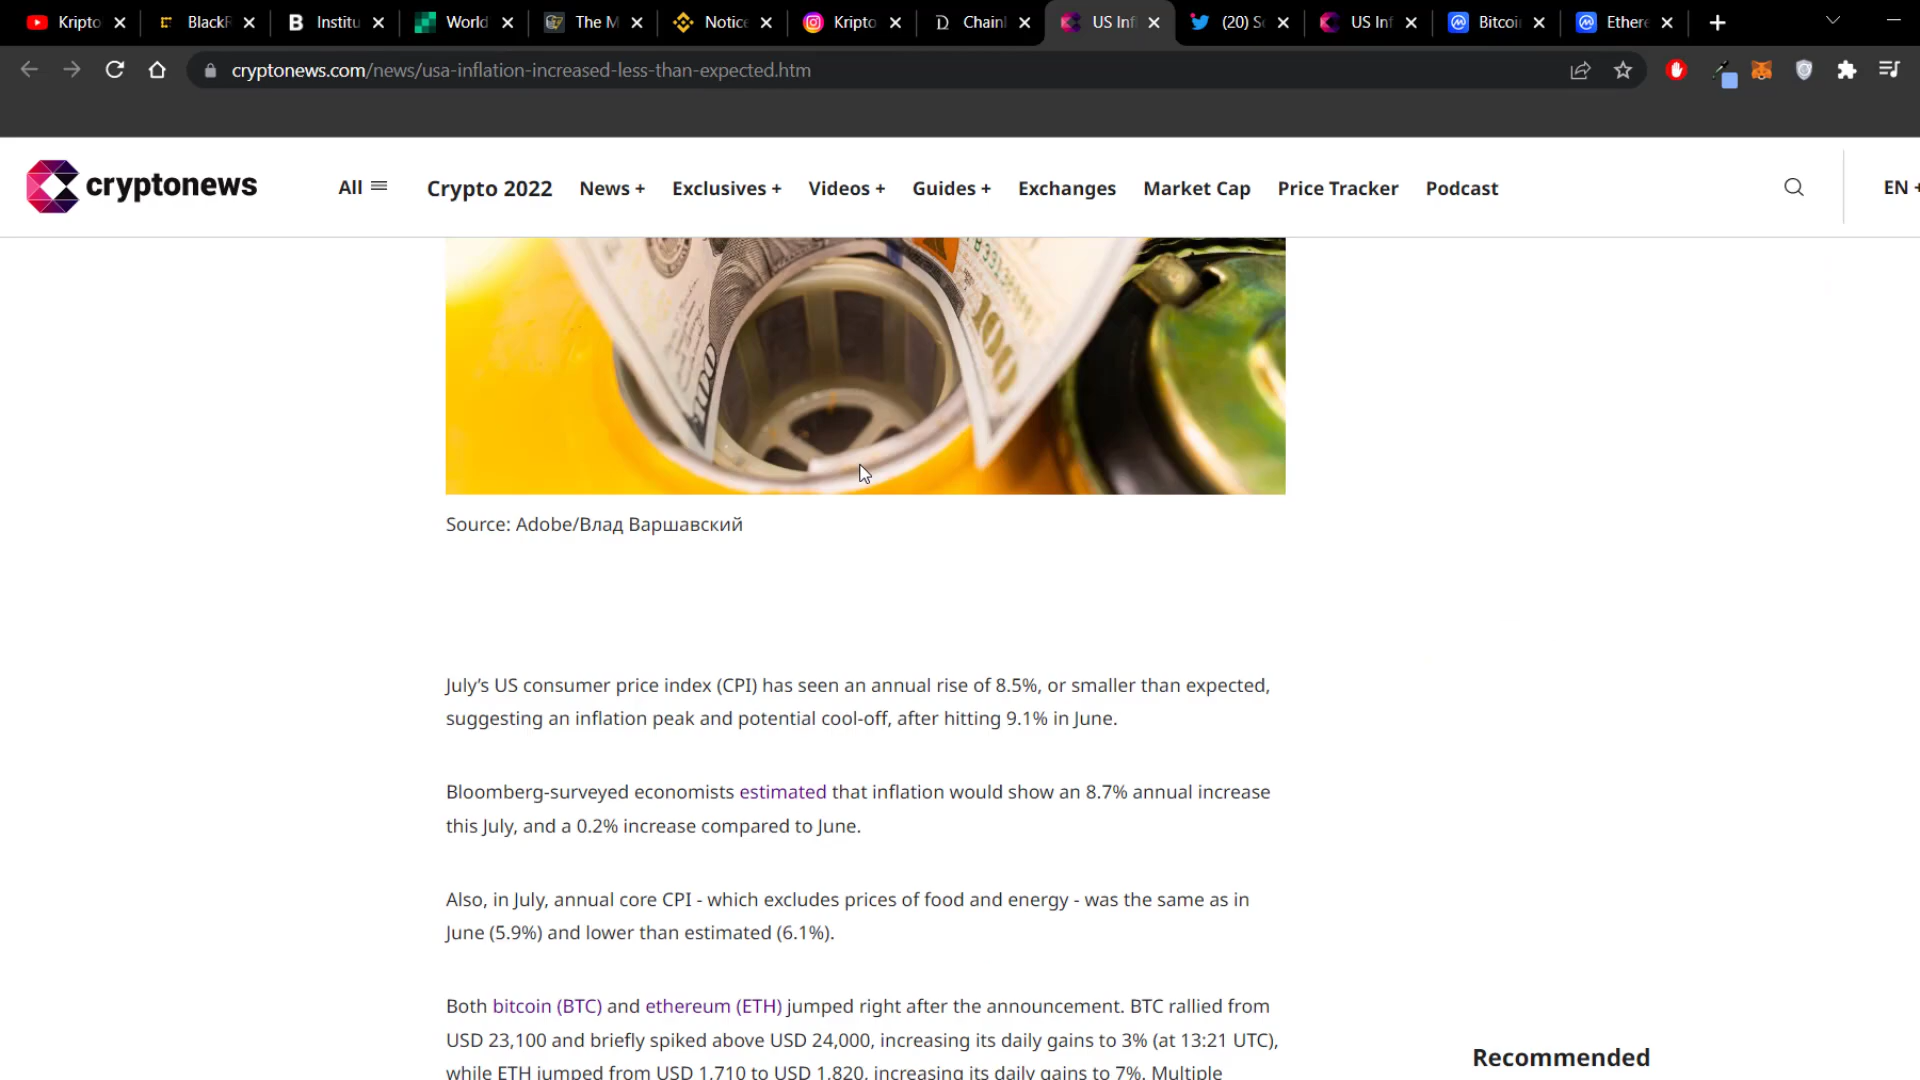 Kripto
BlackR
Institu
World
The M
Notice
Kripto
Chainl
US Inf
(20) S
US Inf
Bitcoi
Ethere
cryptonews.com/news/usa-inflation-increased-less-than-expected.htm
cryptonews
All
Crypto 2022
News +
Exclusives +
Videos +
Guides +
Exchanges
Market Cap
Price Tracker
Podcast
EN +
100
100
Source: Adobe/Влад Варшавский
July’s US consumer price index (CPI) has seen an annual rise of 8.5%, or smaller than expected,
suggesting an inflation peak and potential cool-off, after hitting 9.1% in June.
Bloomberg-surveyed economists estimated that inflation would show an 8.7% annual increase
this July, and a 0.2% increase compared to June.
Also, in July, annual core CPI - which excludes prices of food and energy - was the same as in
June (5.9%) and lower than estimated (6.1%).
Both bitcoin (BTC) and ethereum (ETH) jumped right after the announcement. BTC rallied from
USD 23,100 and briefly spiked above USD 24,000, increasing its daily gains to 3% (at 13:21 UTC),
while ETH jumped from USD 1,710 to USD 1,820, increasing its daily gains to 7%. Multiple
Recommended